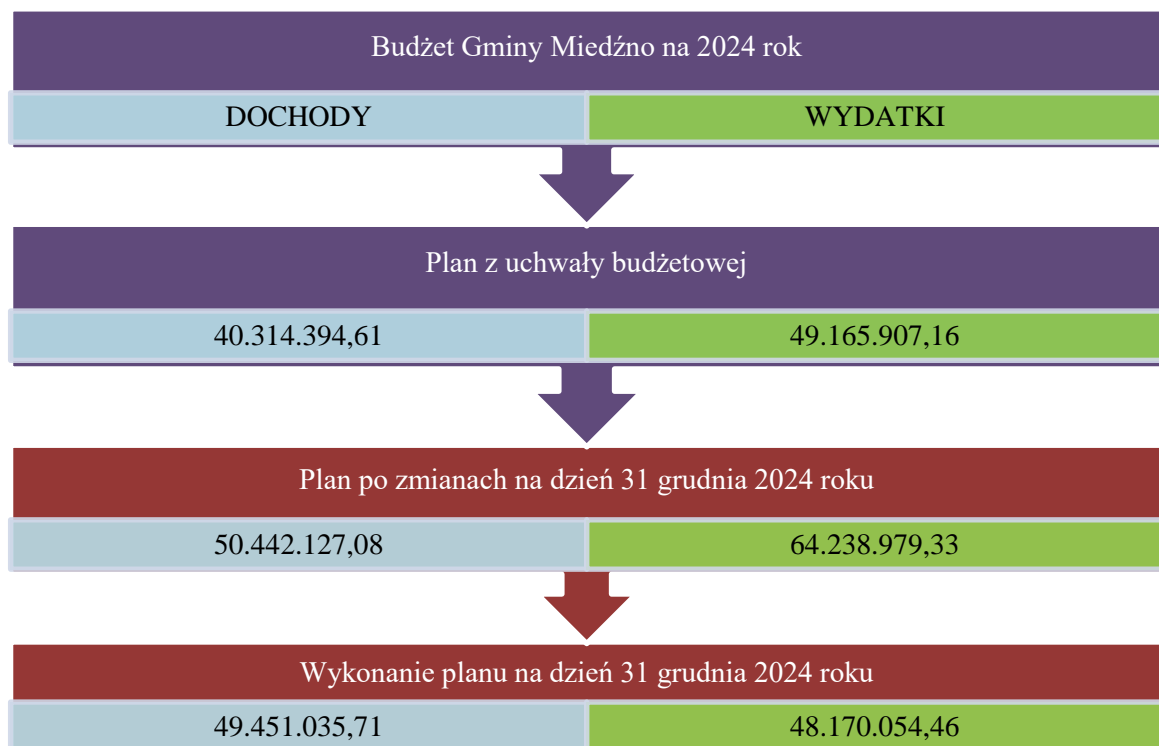 Budżet Gminy Miedźno na 2024 rok
DOCHODY WYDATKI
Plan z uchwały budżetowej
40.314.394,61 49.165.907,16
Plan po zmianach na dzień 31 grudnia 2024 roku
50.442.127,08 64.238.979,33
Wykonanie planu na dzień 31 grudnia 2024 roku
49.451.035,71 48.170.054,46